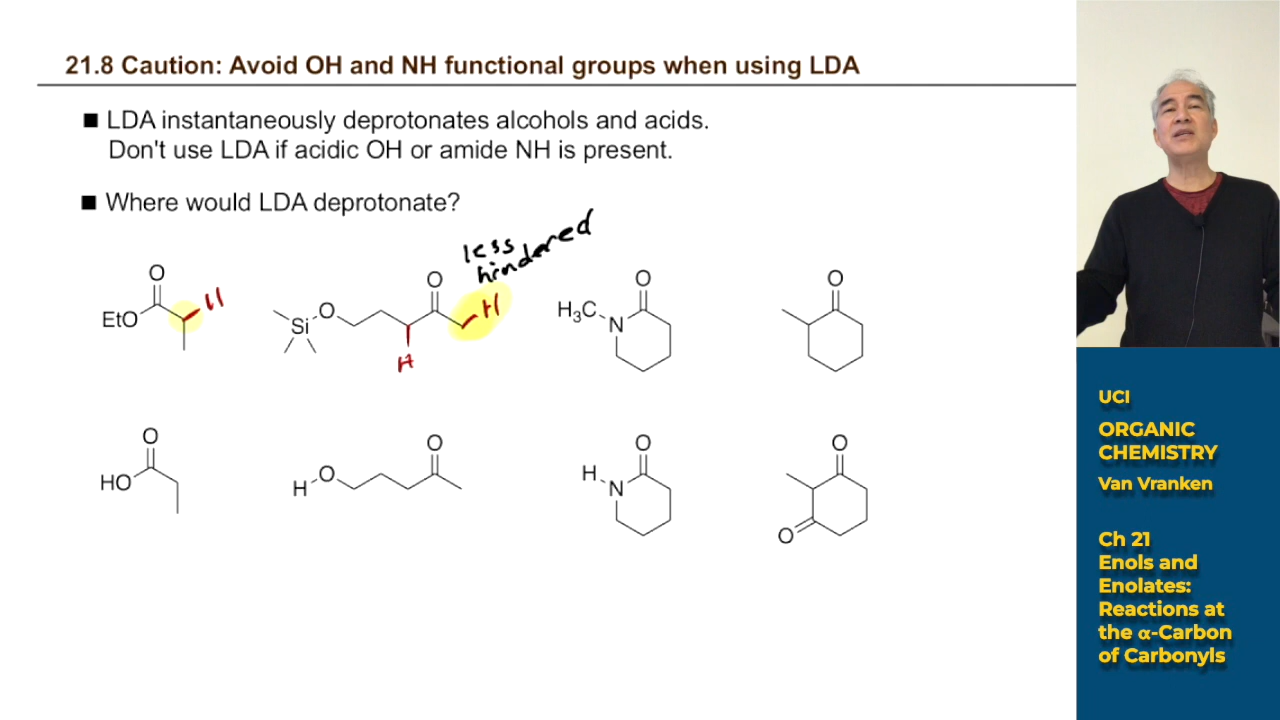 21.8 Caution: Avoid OH and NH functional groups when using LDA
■ LDA instantaneously deprotonates alcohols and acids.
Don't use LDA if acidic OH or amide NH is present.
■ Where would LDA deprotonate?
less
hindered
O
EtO
H
Si
O
O
H
H
H₃C
N
O
O
O
HO
H
O
O
H
N
O
O
O
UCI
ORGANIC
CHEMISTRY
Van Vranken
Ch 21
Enols and
Enolates:
Reactions at
the α-Carbon
of Carbonyls